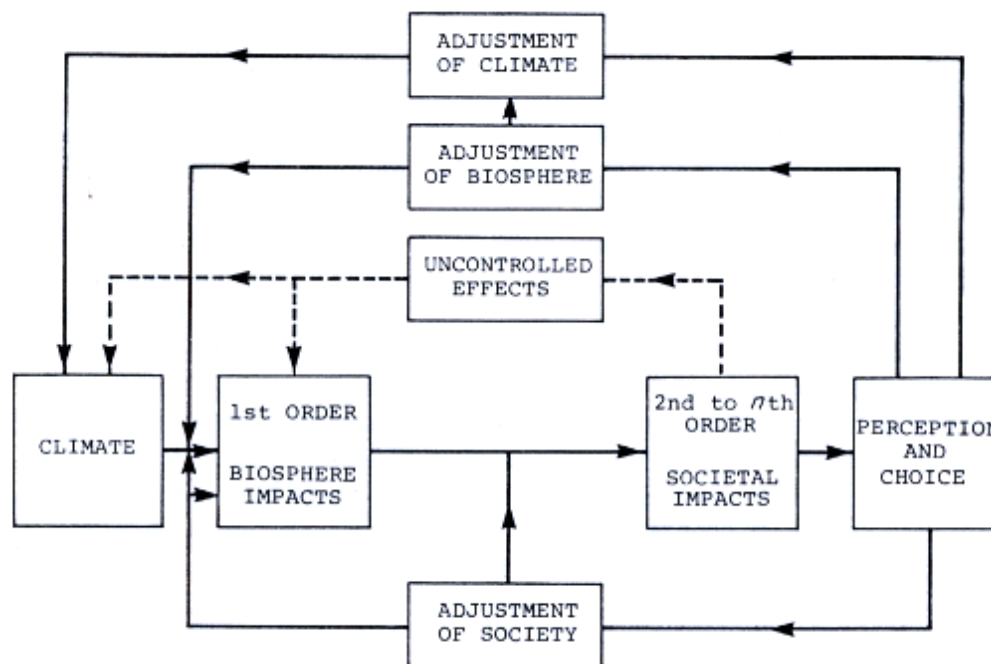 ADJUSTMENT
OF CLIMATE
ADJUSTMENT
OF BIOSPHERE
UNCONTROLLED
EFFECTS
CLIMATE
1st ORDER
BIOSPHERE
IMPACTS
2nd to nth
ORDER
SOCIETAL
IMPACTS
PERCEPTION
AND
CHOICE
ADJUSTMENT
OF SOCIETY